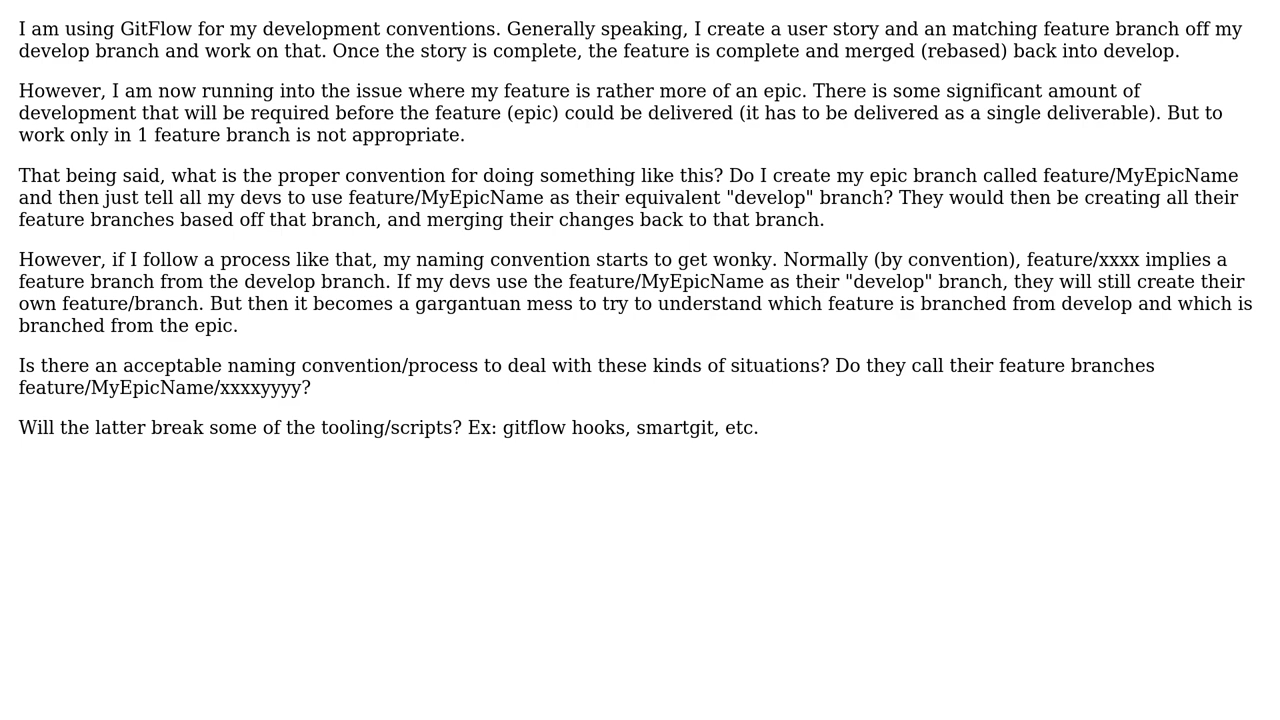 I am using GitFlow for my development conventions. Generally speaking, I create a user story and an matching feature branch off my
develop branch and work on that. Once the story is complete, the feature is complete and merged (rebased) back into develop.
However, I am now running into the issue where my feature is rather more of an epic. There is some significant amount of
development that will be required before the feature (epic) could be delivered (it has to be delivered as a single deliverable). But to
work only in 1 feature branch is not appropriate.
That being said, what is the proper convention for doing something like this? Do I create my epic branch called feature/MyEpicName
and then just tell all my devs to use feature/MyEpicName as their equivalent "develop" branch? They would then be creating all their
feature branches based off that branch, and merging their changes back to that branch.
However, if I follow a process like that, my naming convention starts to get wonky. Normally (by convention), feature/xxxx implies a
feature branch from the develop branch. If my devs use the feature/MyEpicName as their "develop" branch, they will still create their
own feature/branch. But then it becomes a gargantuan mess to try to understand which feature is branched from develop and which is
branched from the epic.
Is there an acceptable naming convention/process to deal with these kinds of situations? Do they call their feature branches
feature/MyEpicName/xxxxyyyy?
Will the latter break some of the tooling/scripts? Ex: gitflow hooks, smartgit, etc.